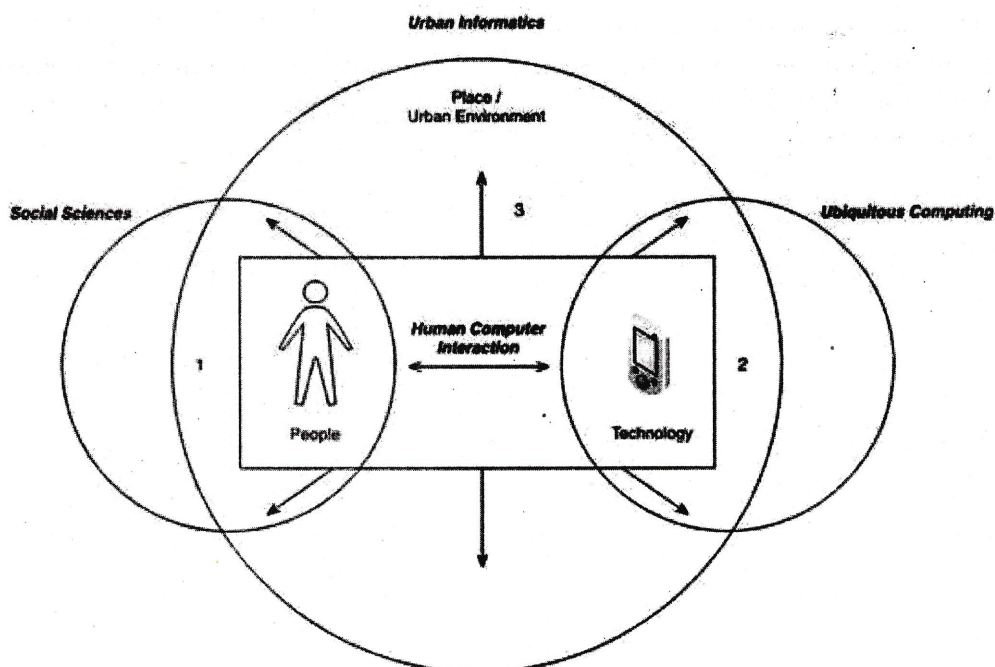 Urban Informatics
Place /
Urban Environment
3
Social Sciences
Ubiquitous Computing
Human Computer
Interaction
1
2
People
Technology